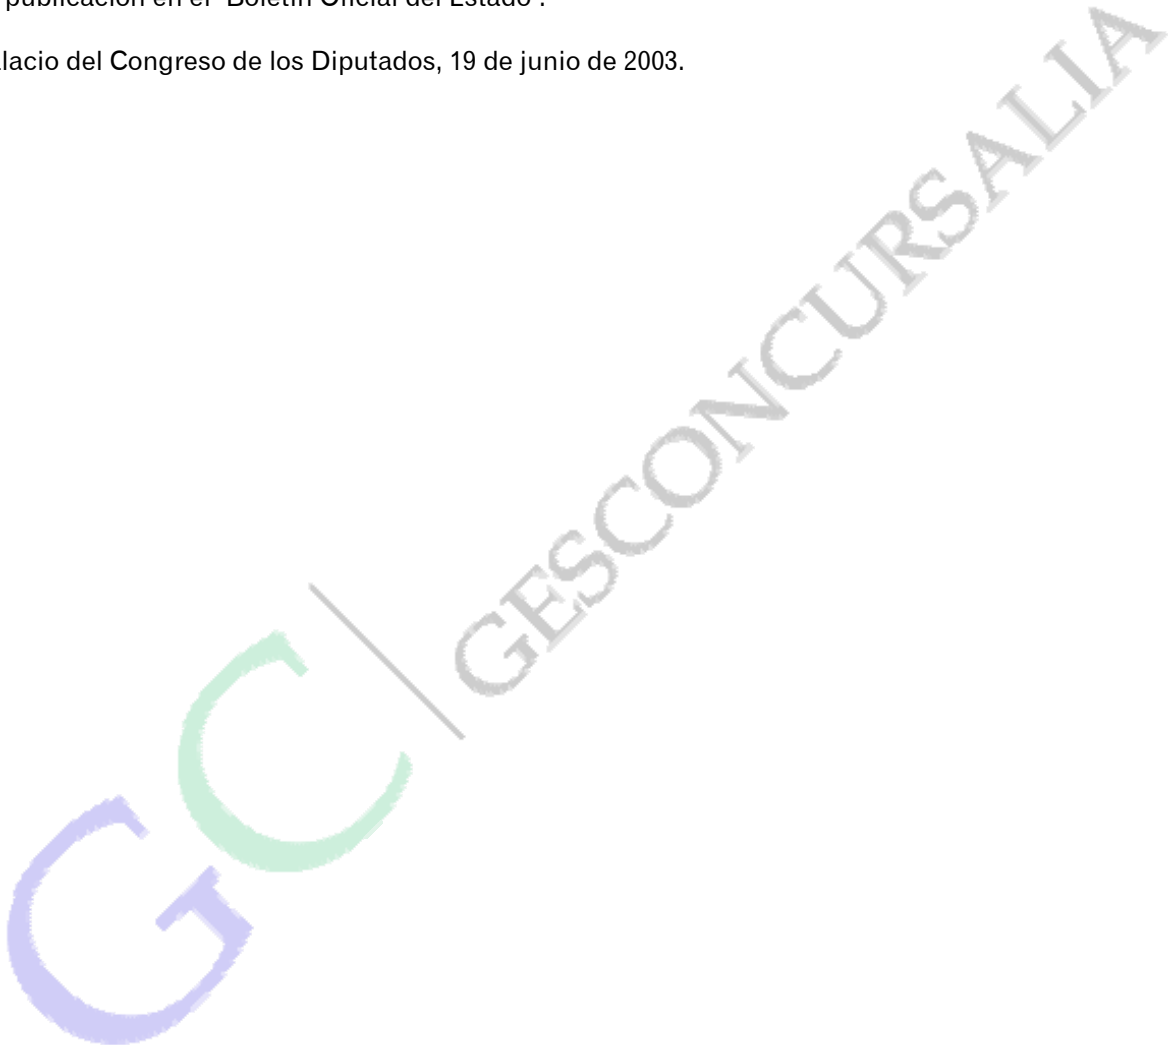 publicación en el "Boletín Oficial del Estado".
lacio del Congreso de los Diputados, 19 de junio de 2003.
GC | GESCONCURSALIA